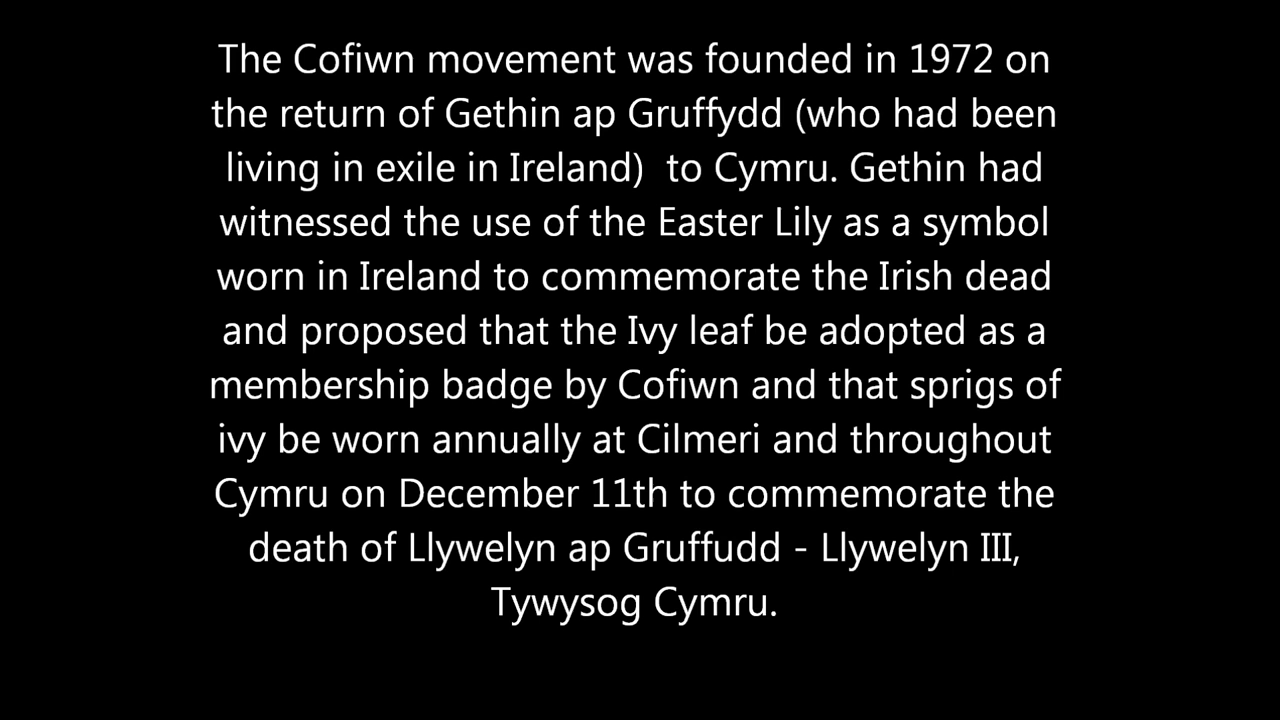 The Cofiwn movement was founded in 1972 on
the return of Gethin ap Gruffydd (who had been
living in exile in Ireland)  to Cymru. Gethin had
witnessed the use of the Easter Lily as a symbol
worn in Ireland to commemorate the Irish dead
and proposed that the Ivy leaf be adopted as a
membership badge by Cofiwn and that sprigs of
ivy be worn annually at Cilmeri and throughout
Cymru on December 11th to commemorate the
death of Llywelyn ap Gruffudd - Llywelyn III,
Tywysog Cymru.